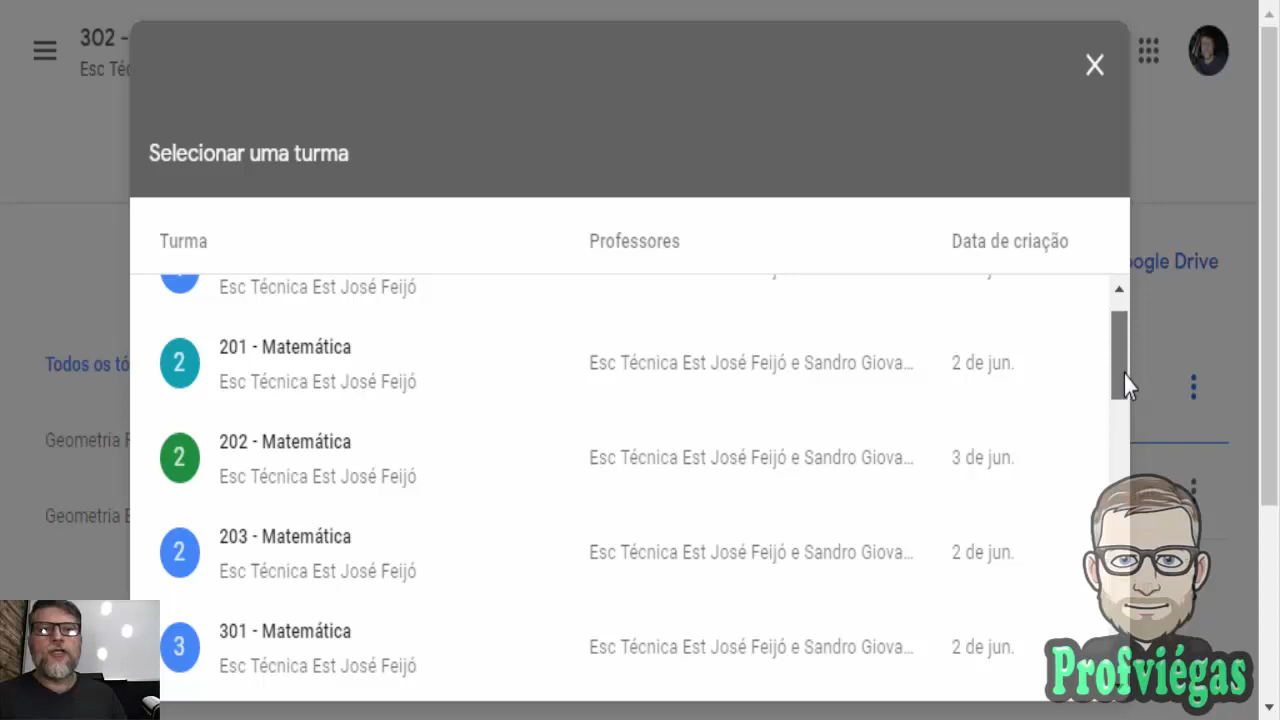 302 -
Esc Téc
Selecionar uma turma
Turma Professores Data de criação
oogle Drive
Esc Técnica Est José Feijó
Todos os tó
201 - Matemática
Esc Técnica Est José Feijó e Sandro Giova... 2 de jun.
2
Esc Técnica Est José Feijó
Geometria
202 - Matemática
Esc Técnica Est José Feijó e Sandro Giova... 3 de jun.
2
Esc Técnica Est José Feijó
Geometria
203 - Matemática
Esc Técnica Est José Feijó e Sandro Giova... 2 de jun.
2
Esc Técnica Est José Feijó
301 - Matemática
Esc Técnica Est José Feijó e Sandro Giova... 2 de jun.
3
Esc Técnica Est José Feijó
Profviégas